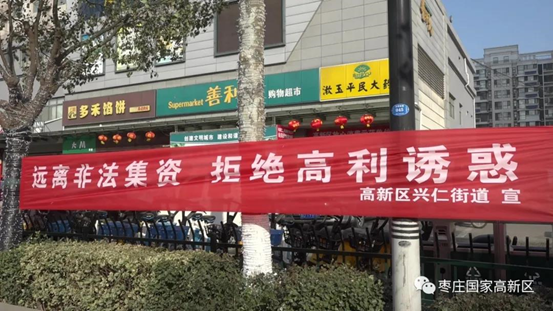 多禾馅饼
Supermarket 善利 购物超市
漱玉平民大药
远离非法集资 拒绝高利诱惑
高新区兴仁街道 宣
枣庄国家高新区